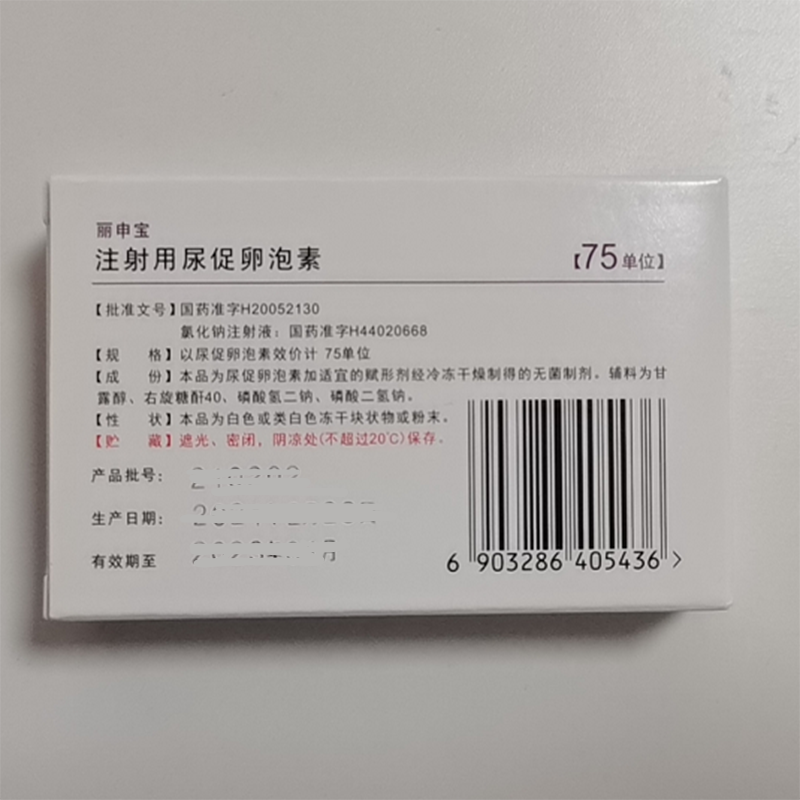 丽申宝
注射用尿促卵泡素
【75单位】
【批准文号】国药准字H20052130
氯化钠注射液：国药准字H44020668
【规 格】以尿促卵泡素效价计 75单位
【成 份】本品为尿促卵泡素加适宜的赋形剂经冷冻干燥制得的无菌制剂。辅料为甘
露醇、右旋糖酐40、磷酸氢二钠、磷酸二氢钠。
【性 状】本品为白色或类白色冻干块状物或粉末。
【贮 藏】遮光、密闭，阴凉处(不超过20℃)保存。
产品批号：
生产日期：
有效期至
6 903286 405436 >